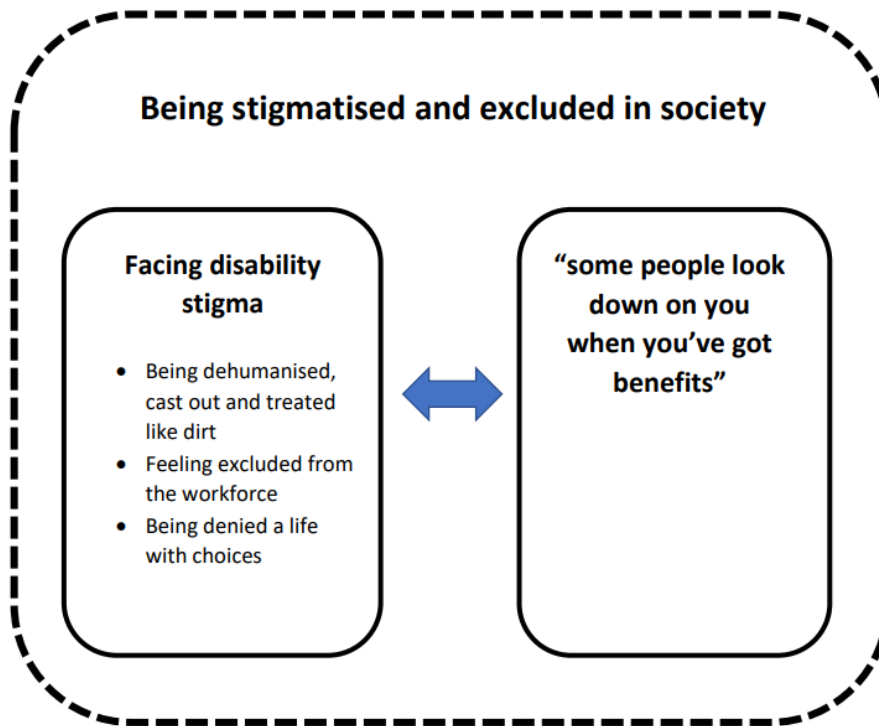 Being stigmatised and excluded in society
Facing disability
stigma
• Being dehumanised,
cast out and treated
like dirt
• Feeling excluded from
the workforce
• Being denied a life
with choices
“some people look
down on you
when you’ve got
benefits”